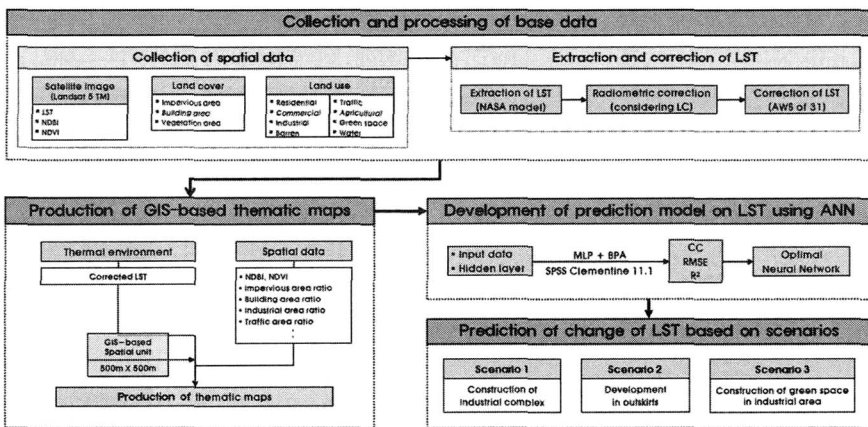 Collection and processing of base data
Collection of spatial data
Satellite image
(Landsat 5 TM)
• LST
• NDBI
• NDVI
Land cover
• Impervious area
• Building area
• Vegetation area
Land use
• Residential
• Commercial
• Industrial
• Barren
• Traffic
• Agricultural
• Green space
• Water
Extraction and correction of LST
Extraction of LST
(NASA model)
Radiometric correction
(considering LC)
Correction of LST
(AWS of 31)
Production of GIS-based thematic maps
Thermal environment
Corrected LST
Spatial data
• NDBI, NDVI
• Impervious area ratio
• Building area ratio
• Industrial area ratio
• Traffic area ratio
⋮
GIS-based
Spatial unit
500m X 500m
Production of thematic maps
Development of prediction model on LST using ANN
• Input data
• Hidden layer
MLP + BPA
SPSS Clementine 11.1
CC
RMSE
R²
Optimal
Neural Network
Prediction of change of LST based on scenarios
Scenario 1
Construction of
industrial complex
Scenario 2
Development
in outskirts
Scenario 3
Construction of green space
in industrial area